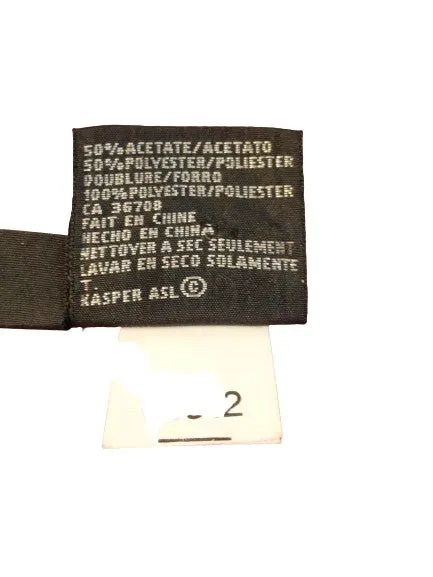 50% ACETATE/ACETATO
50% POLYESTER/POLIESTER
DOUBLURE/FORRO
100% POLYESTER/POLIESTER
CA 36708
FAIT EN CHINE
HECHO EN CHINA
NETTOYER A SEC SEULEMENT
LAVAR EN SECO SOLAMENTE
T.
KASPER ASL ©
2